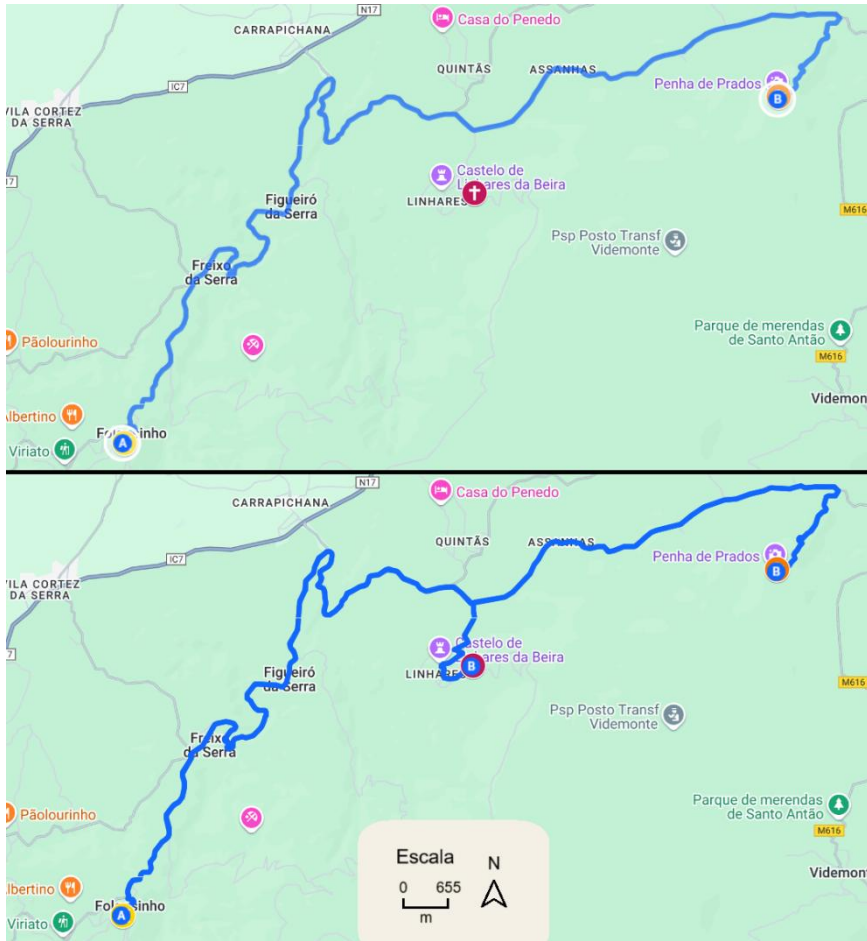 N17
Casa do Penedo
CARRAPICHANA
QUINTÃS
ASSANHAS
IC7
Penha de Prados
B
VILA CORTEZ
DA SERRA
17
Castelo de
Linhares da Beira
LINHARES
Figueiró
da Serra
M616
Psp Posto Transf
Videmonte
Freixo
da Serra
Parque de merendas
de Santo Antão
Pãolourinho
M616
Videmon
Albertino
A
Viriato
N17
Casa do Penedo
CARRAPICHANA
QUINTÃS
ASSANHAS
IC7
Penha de Prados
B
VILA CORTEZ
DA SERRA
7
Castelo de
Linhares da Beira
B
LINHARES
Figueiró
da Serra
M616
Psp Posto Transf
Videmonte
Freixo
da Serra
Parque de merendas
de Santo Antão
Pãolourinho
M616
Videmon
Escala
N
0 655
m
Albertino
A
Viriato